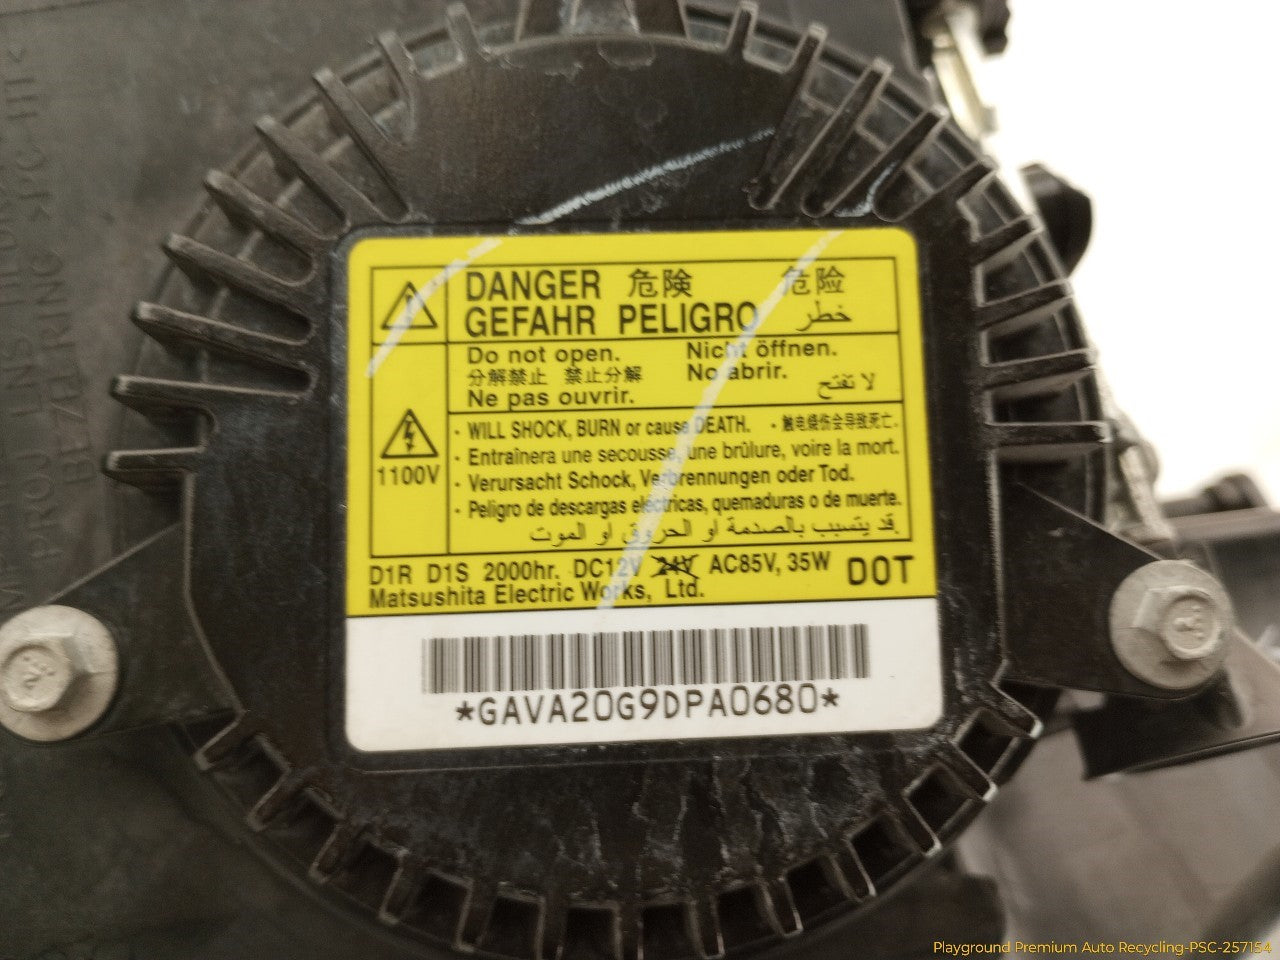 DANGER 危険 危险
GEFAHR PELIGRO خطر
Do not open. Nicht öffnen.
分解禁止 禁止分解 No abrir. لا تفتح
Ne pas ouvrir.
1100V
· WILL SHOCK, BURN or cause DEATH. · 触电烧伤会导致死亡.
· Entraînera une secousse, une brûlure, voire la mort.
· Verursacht Schock, Verbrennungen oder Tod.
· Peligro de descargas eléctricas, quemaduras o de muerte.
قد يتسبب بالصدمة او الحروق او الموت.
D1R D1S 2000hr. DC12V 24V AC85V, 35W DOT
Matsushita Electric Works, Ltd.
*GAVA20G9DPA0680*
Playground Premium Auto Recycling-PSC-257154